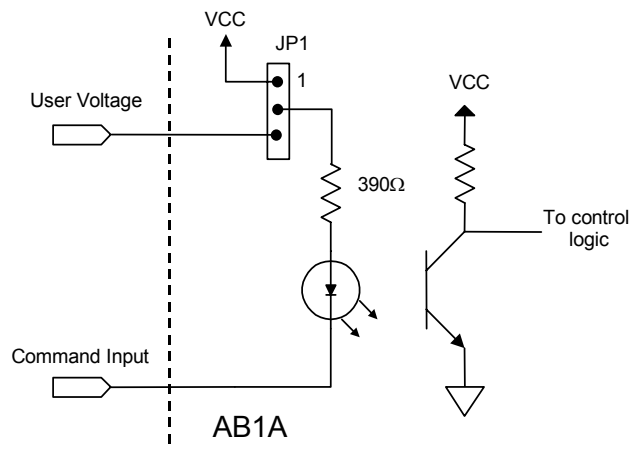 VCC
JP1
1
User Voltage
VCC
390Ω
To control
logic
Command Input
AB1A